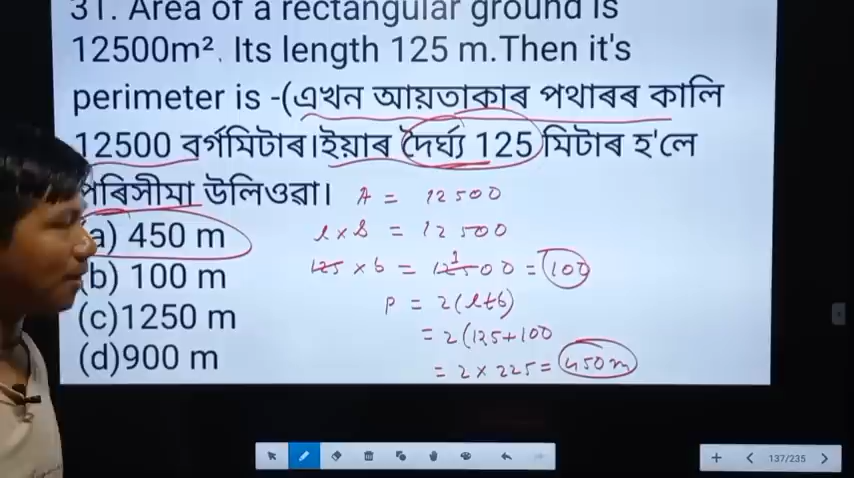 31. Area of a rectangular ground is
12500m². Its length 125 m.Then it's
perimeter is -(এখন আয়তাকাৰ পথাৰৰ কালি
12500 বৰ্গমিটাৰ।ইয়াৰ দৈৰ্ঘ্য 125 মিটাৰ হ'লে
পৰিসীমা উলিওৱা।
A = 12500
a) 450 m
l x b = 12500
125 x b = 12500 = 100
1
(b) 100 m
P = 2(l+b)
(c)1250 m
= 2(125+100
(d)900 m
= 2 x 225 = 450m
137/235